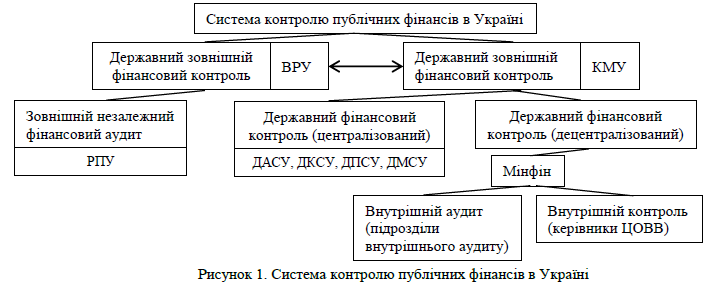 Система контролю публічних фінансів в Україні
Державний зовнішній
фінансовий контроль
ВРУ
Державний зовнішній
фінансовий контроль
КМУ
Зовнішній незалежний
фінансовий аудит
РПУ
Державний фінансовий
контроль (централізований)
ДАСУ, ДКСУ, ДПСУ, ДМСУ
Державний фінансовий
контроль (децентралізований)
Мінфін
Внутрішній аудит
(підрозділи
внутрішнього аудиту)
Внутрішній контроль
(керівники ЦОВВ)
Рисунок 1. Система контролю публічних фінансів в Україні